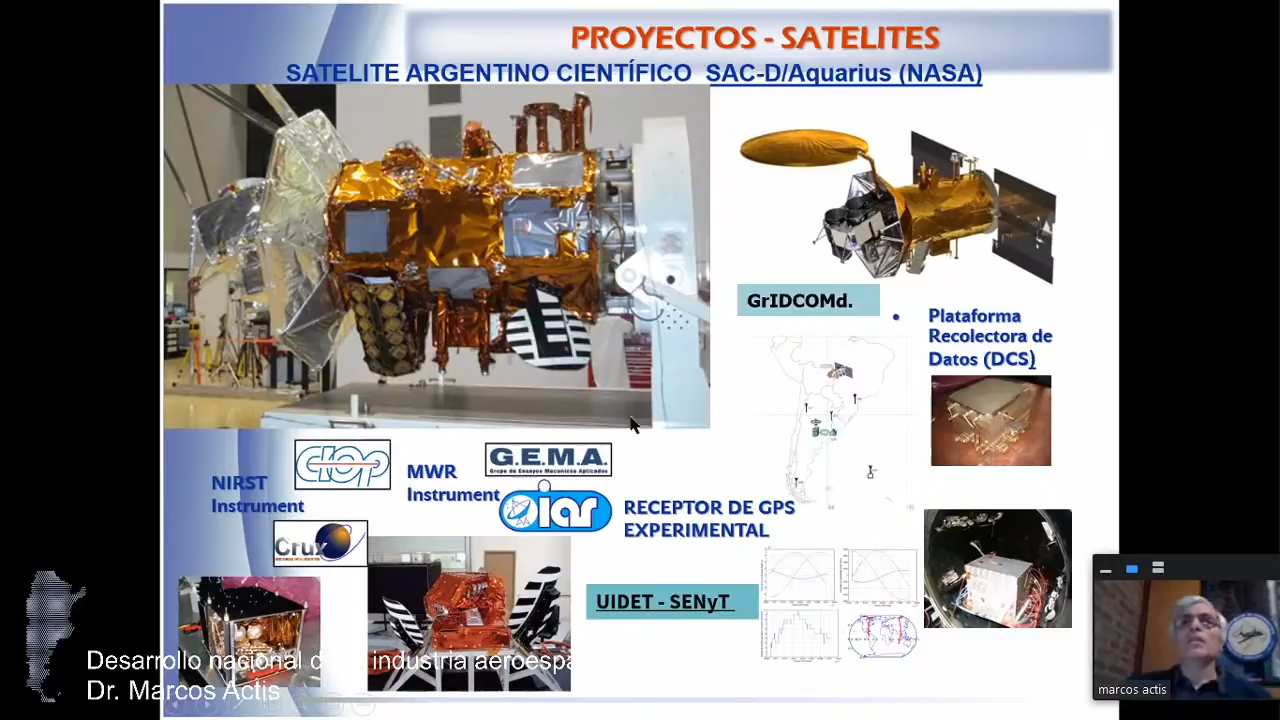 PROYECTOS - SATELITES
SATELITE ARGENTINO CIENTÍFICO SAC-D/Aquarius (NASA)
GrIDCOMd.
• Plataforma
Recolectora de
Datos (DCS)
NIRST
Instrument
ciop
MWR
Instrument
G.E.M.A.
Grupo de Ensayos Mecánicos Aplicados
iar
RECEPTOR DE GPS
EXPERIMENTAL
Crux
UIDET - SENyT
Desarrollo nacional
industria aeroespa
Dr. Marcos Actis
marcos actis